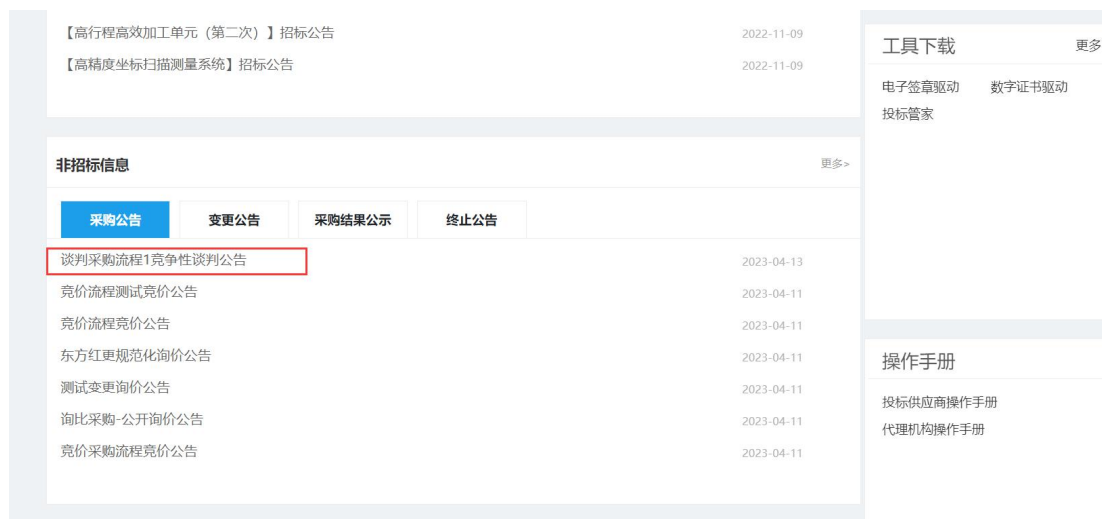 【高行程高效加工单元（第二次）】招标公告 2022-11-09
【高精度坐标扫描测量系统】招标公告 2022-11-09
非招标信息 更多>
采购公告 变更公告 采购结果公示 终止公告
谈判采购流程1竞争性谈判公告 2023-04-13
竞价流程测试竞价公告 2023-04-11
竞价流程竞价公告 2023-04-11
东方红更规范化询价公告 2023-04-11
测试变更询价公告 2023-04-11
询比采购-公开询价公告 2023-04-11
竞价采购流程竞价公告 2023-04-11
工具下载 更多
电子签章驱动 数字证书驱动
投标管家
操作手册
投标供应商操作手册
代理机构操作手册